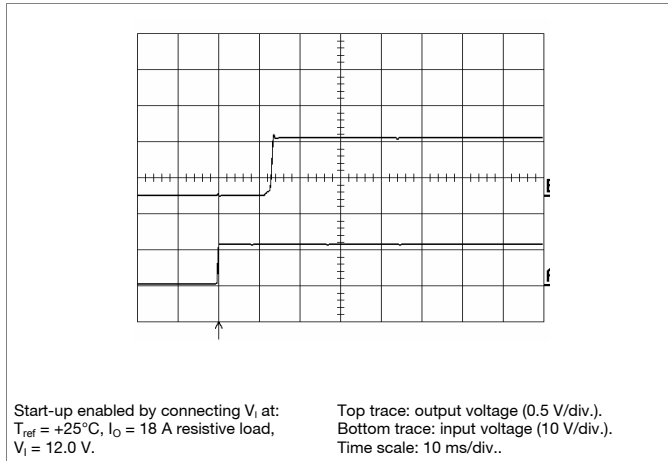 Start-up enabled by connecting V_I at:
T_ref = +25°C, I_O = 18 A resistive load,
V_I = 12.0 V.
Top trace: output voltage (0.5 V/div.).
Bottom trace: input voltage (10 V/div.).
Time scale: 10 ms/div..